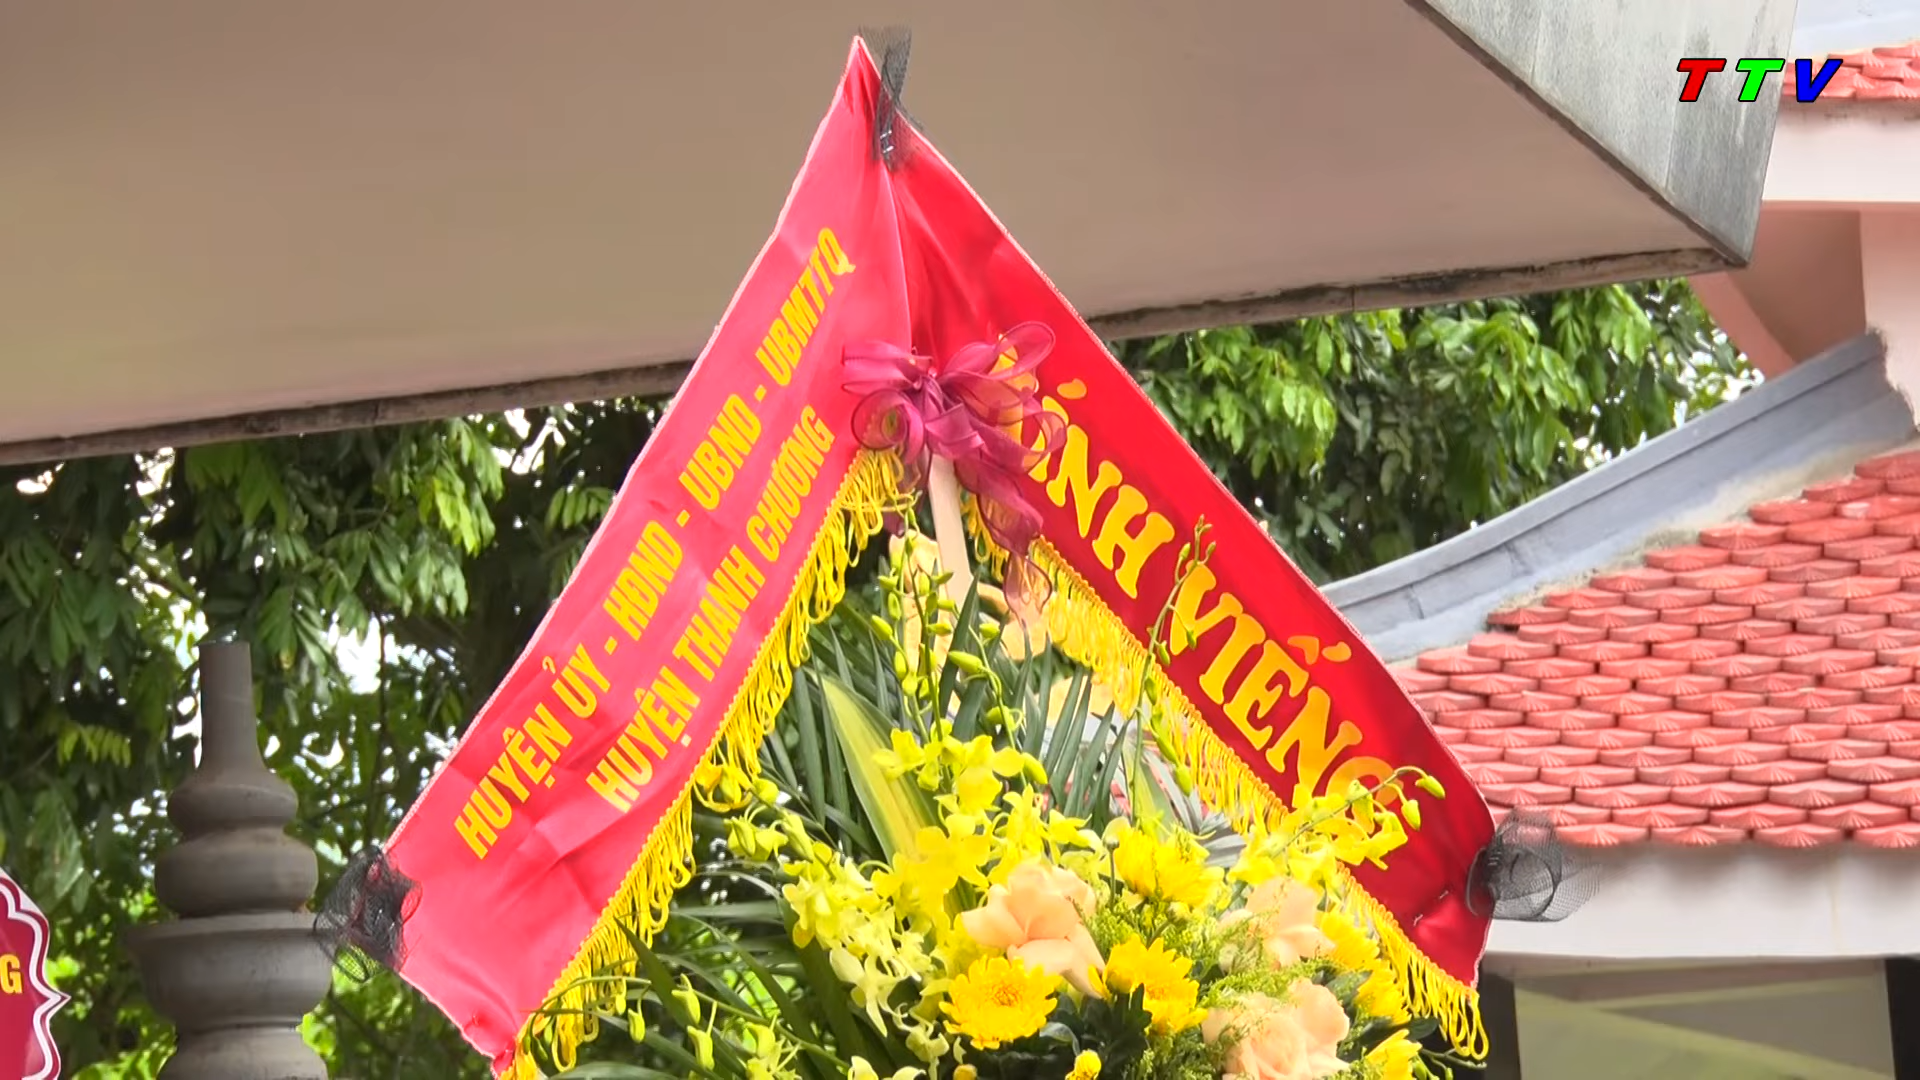 HUYỆN ỦY - HĐND - UBND - UBMTTQ
HUYỆN THANH CHƯƠNG
KÍNH VIẾNG
TTV